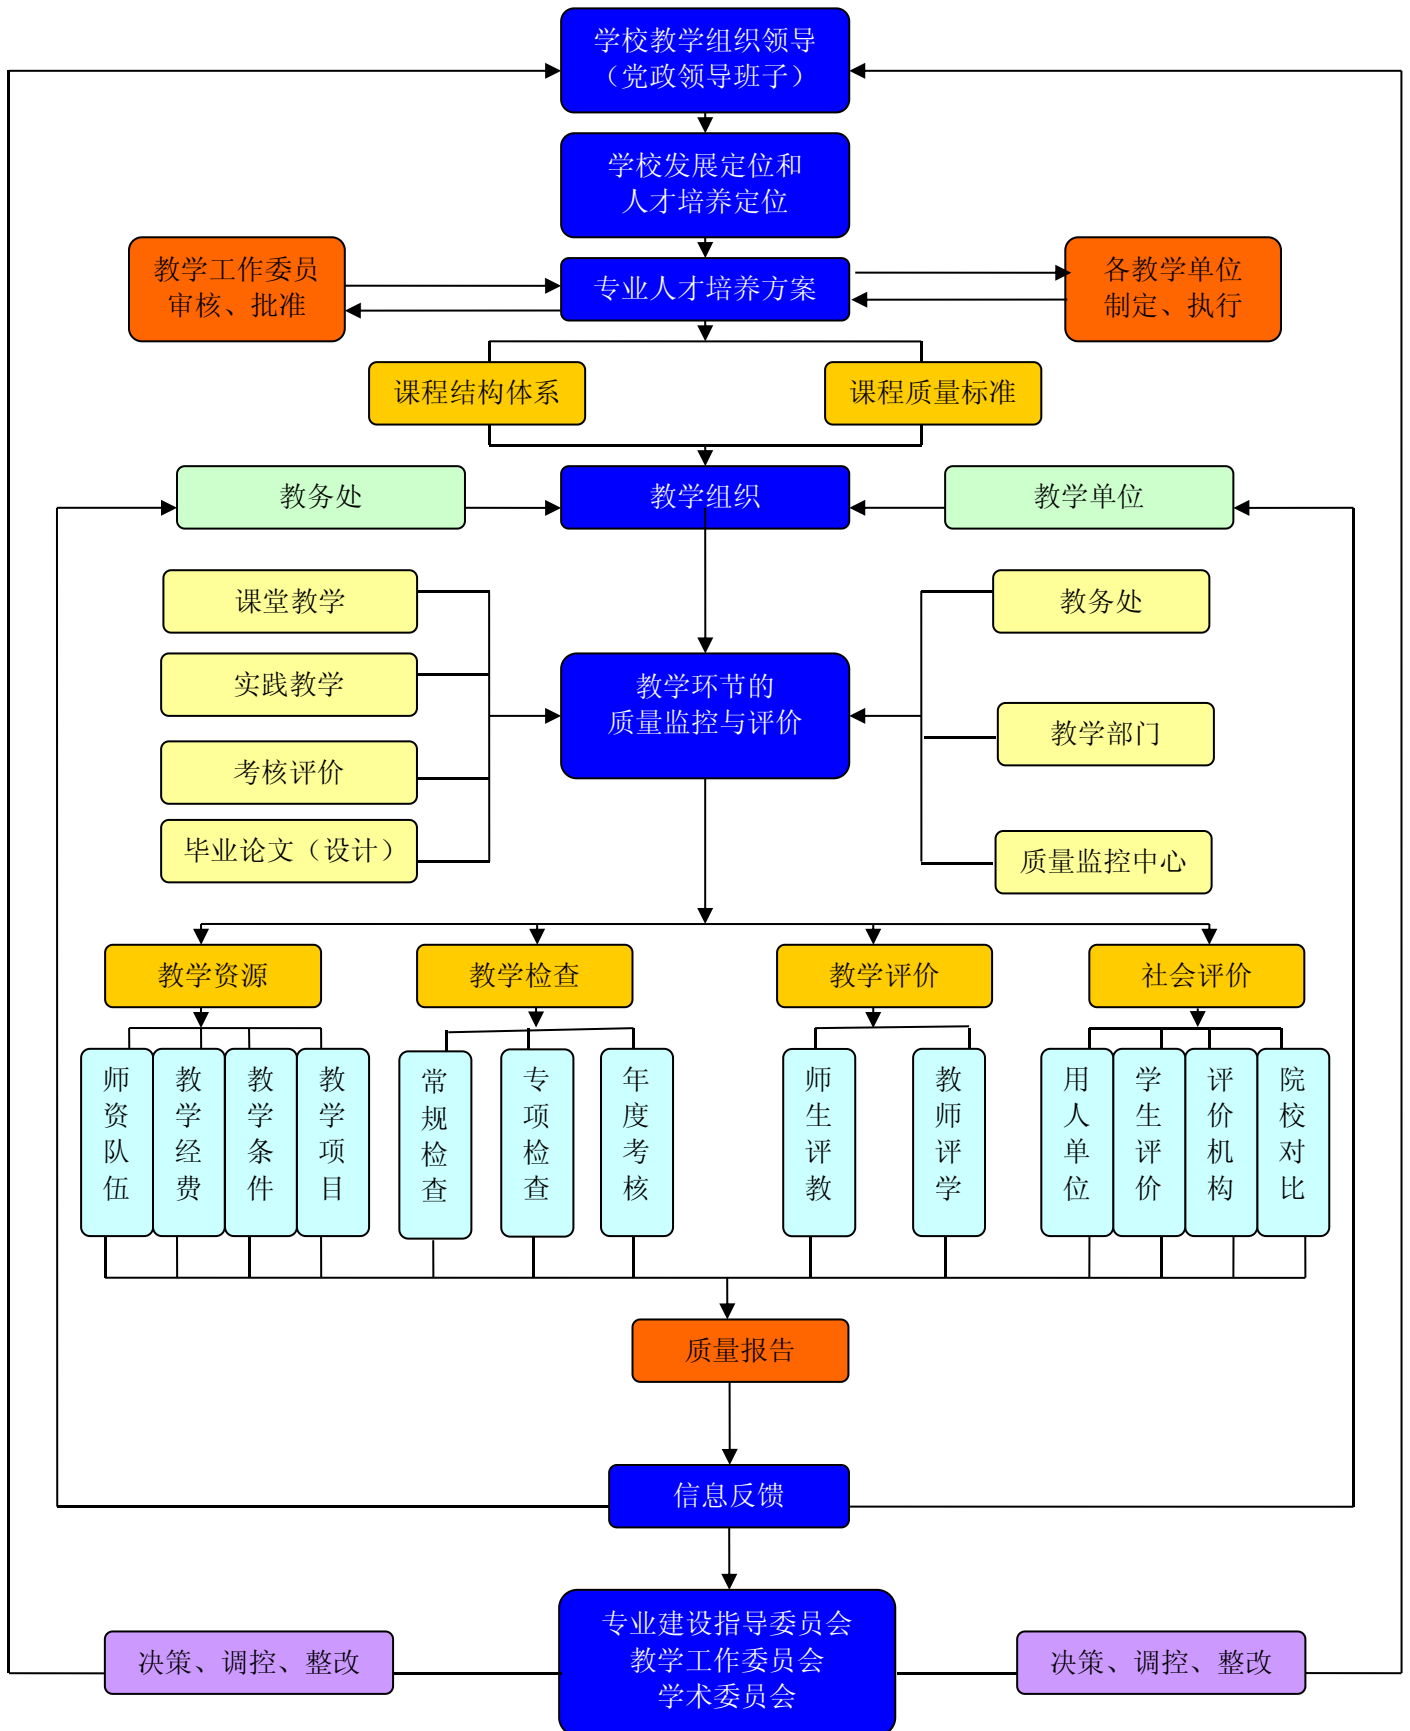 学校教学组织领导
（党政领导班子）
学校发展定位和
人才培养定位
教学工作委员
审核、批准
专业人才培养方案
各教学单位
制定、执行
课程结构体系
课程质量标准
教务处
教学组织
教学单位
课堂教学
实践教学
考核评价
毕业论文（设计）
教学环节的
质量监控与评价
教务处
教学部门
质量监控中心
教学资源
教学检查
教学评价
社会评价
师资队伍
教学经费
教学条件
教学项目
常规检查
专项检查
年度考核
师生评教
教师评学
用人单位
学生评价
评价机构
院校对比
质量报告
信息反馈
决策、调控、整改
专业建设指导委员会
教学工作委员会
学术委员会
决策、调控、整改